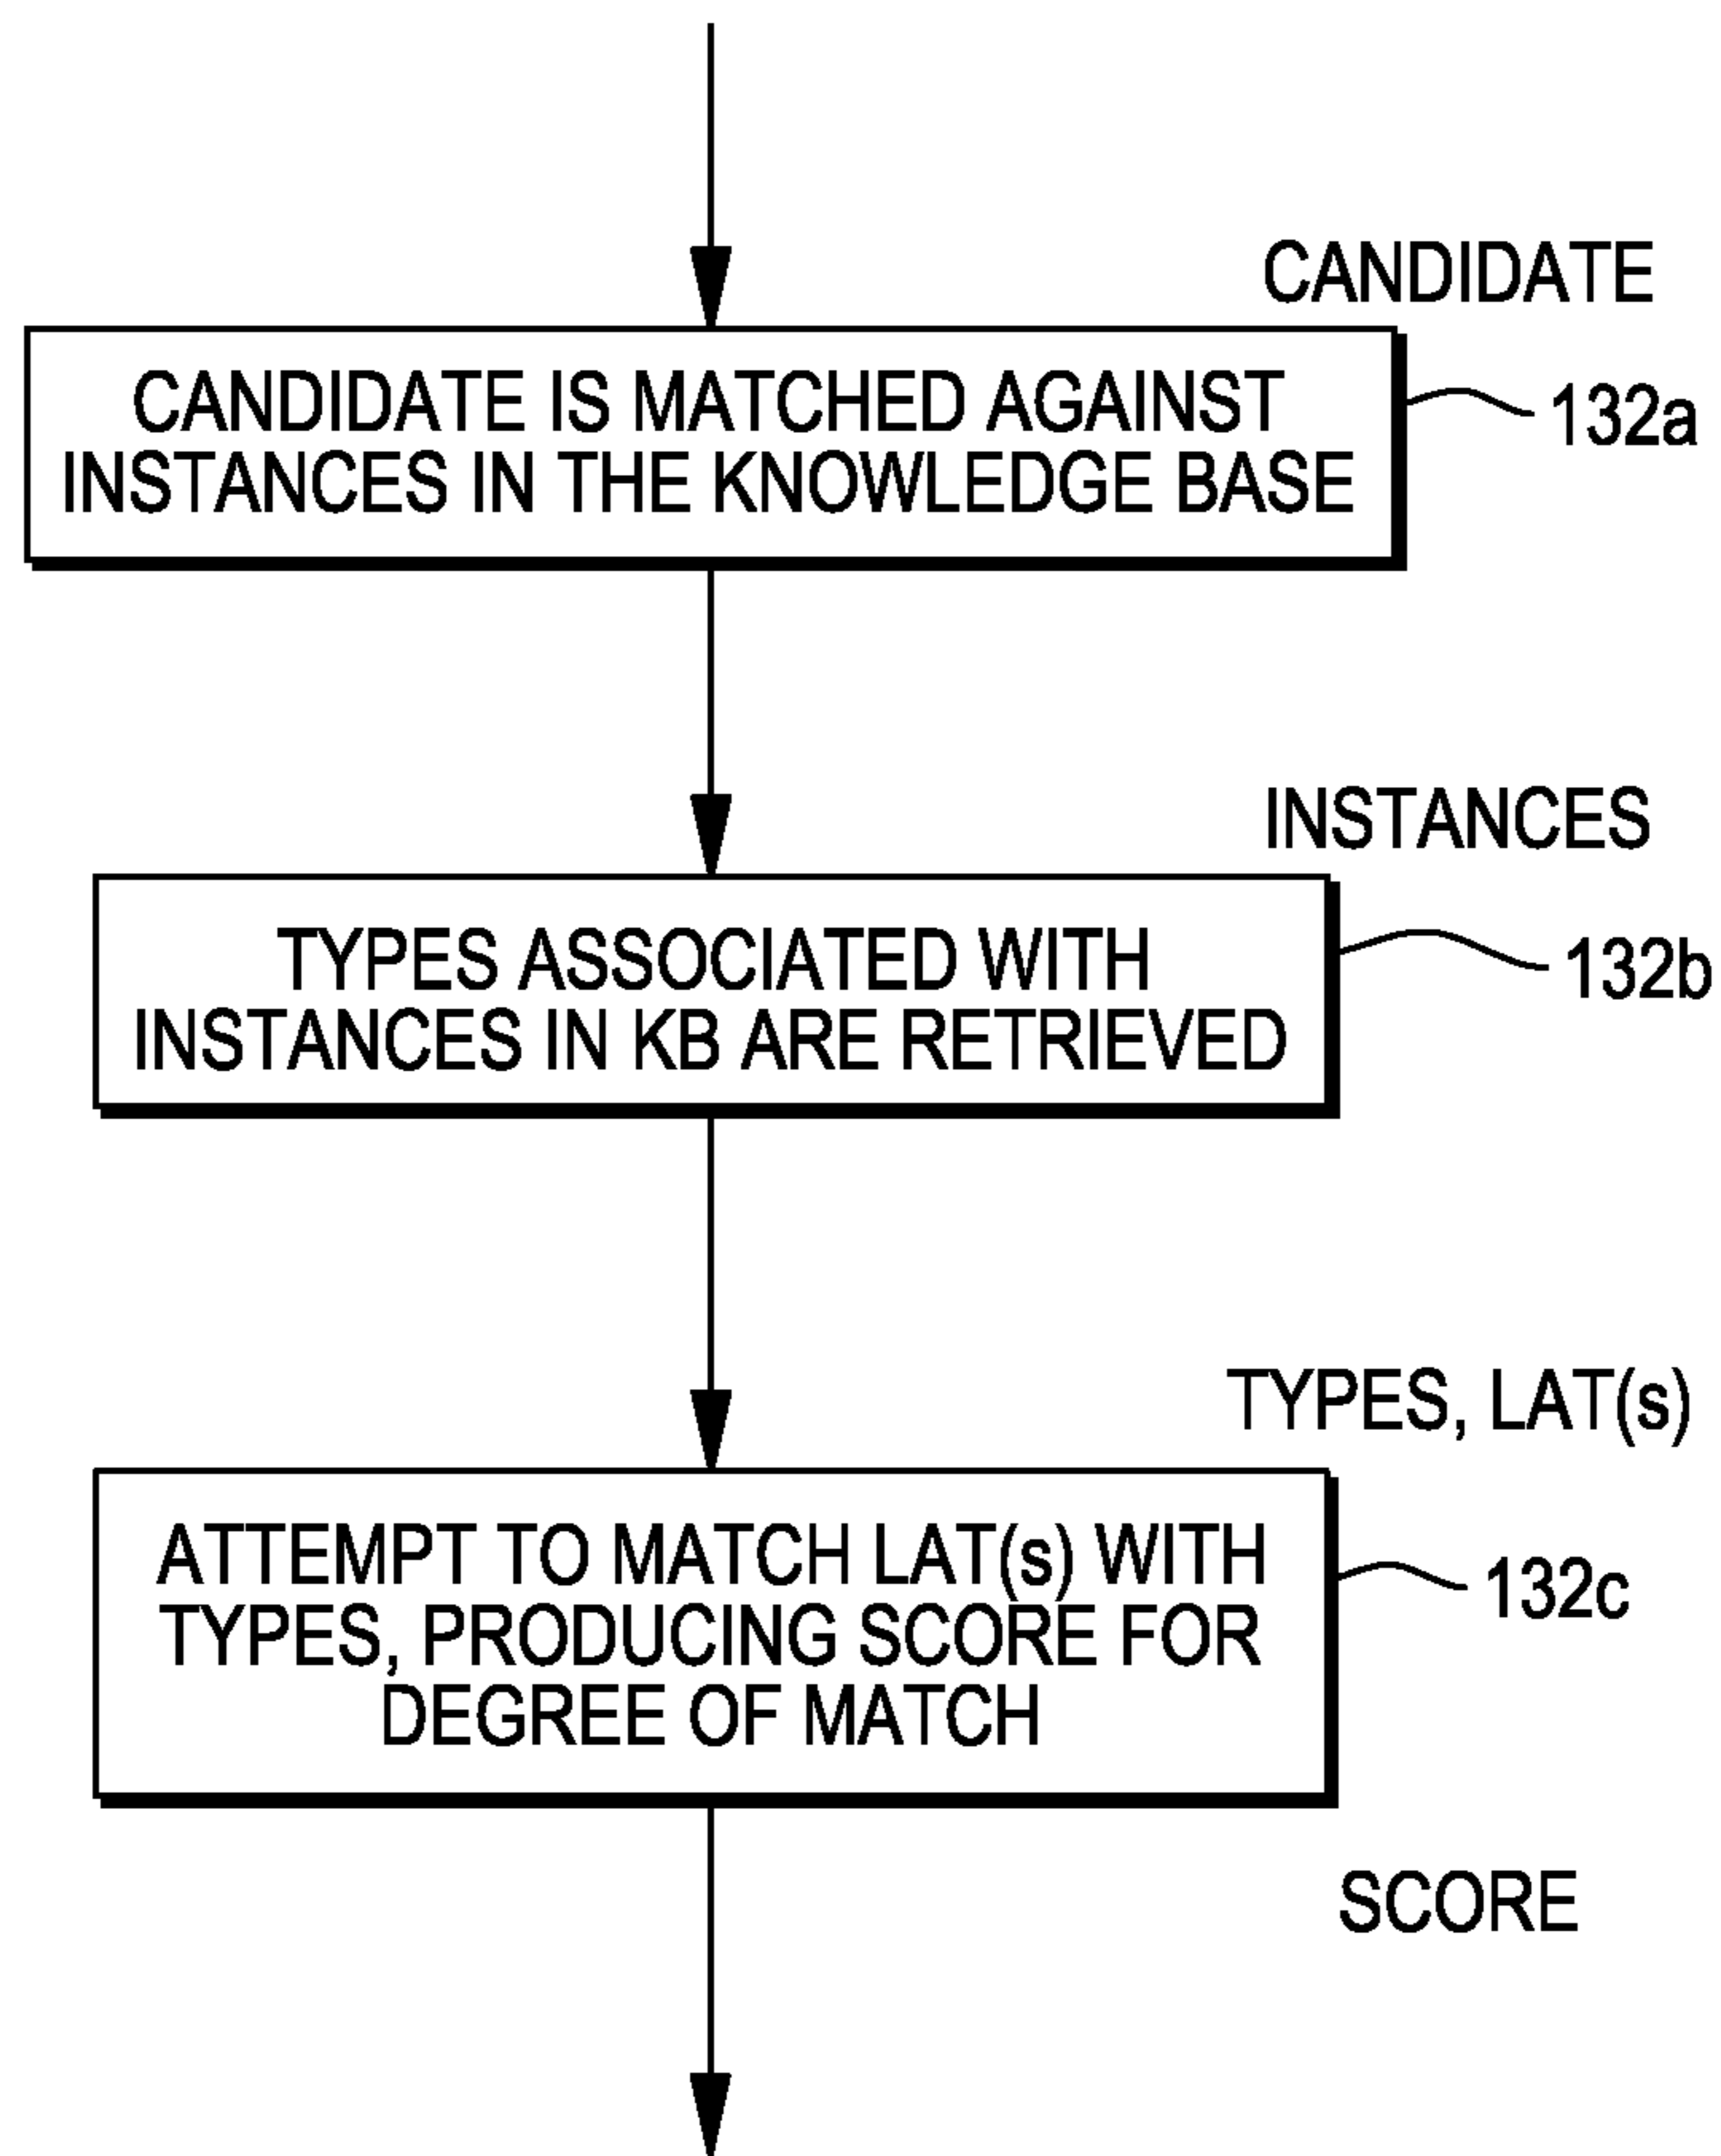 CANDIDATE
CANDIDATE IS MATCHED AGAINST
INSTANCES IN THE KNOWLEDGE BASE
132a
INSTANCES
TYPES ASSOCIATED WITH
INSTANCES IN KB ARE RETRIEVED
132b
TYPES, LAT(s)
ATTEMPT TO MATCH LAT(s) WITH
TYPES, PRODUCING SCORE FOR
DEGREE OF MATCH
132c
SCORE